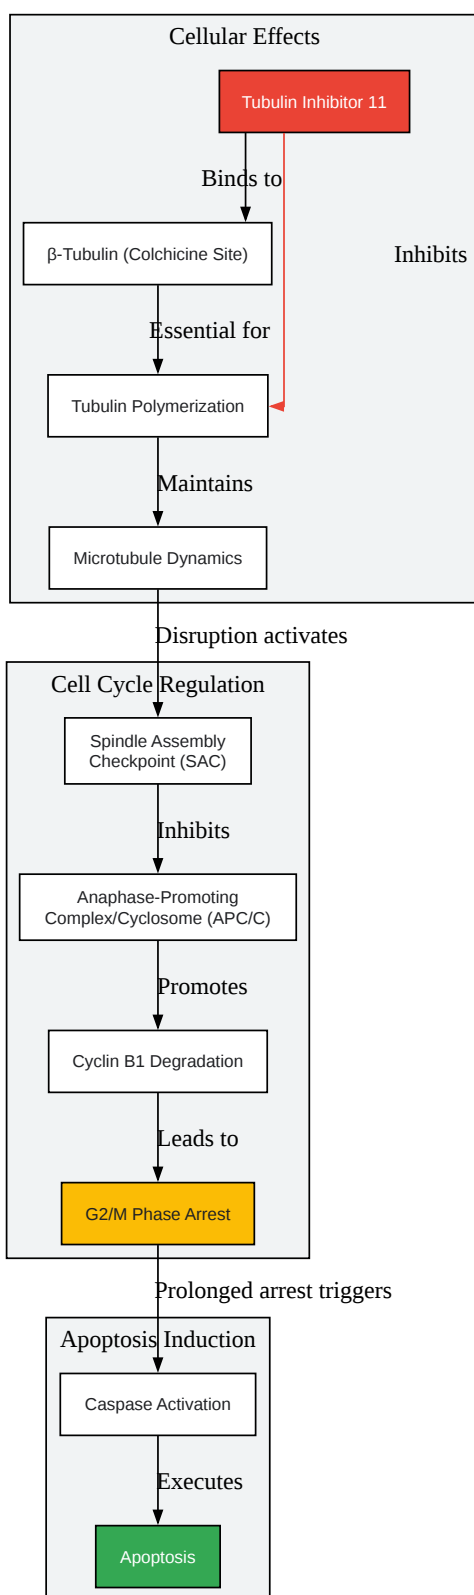 Cellular Effects
Tubulin Inhibitor 11
Binds to
Inhibits
β-Tubulin (Colchicine Site)
Essential for
Tubulin Polymerization
Maintains
Microtubule Dynamics
Disruption activates
Cell Cycle Regulation
Spindle Assembly
Checkpoint (SAC)
Inhibits
Anaphase-Promoting
Complex/Cyclosome (APC/C)
Promotes
Cyclin B1 Degradation
Leads to
G2/M Phase Arrest
Prolonged arrest triggers
Apoptosis Induction
Caspase Activation
Executes
Apoptosis